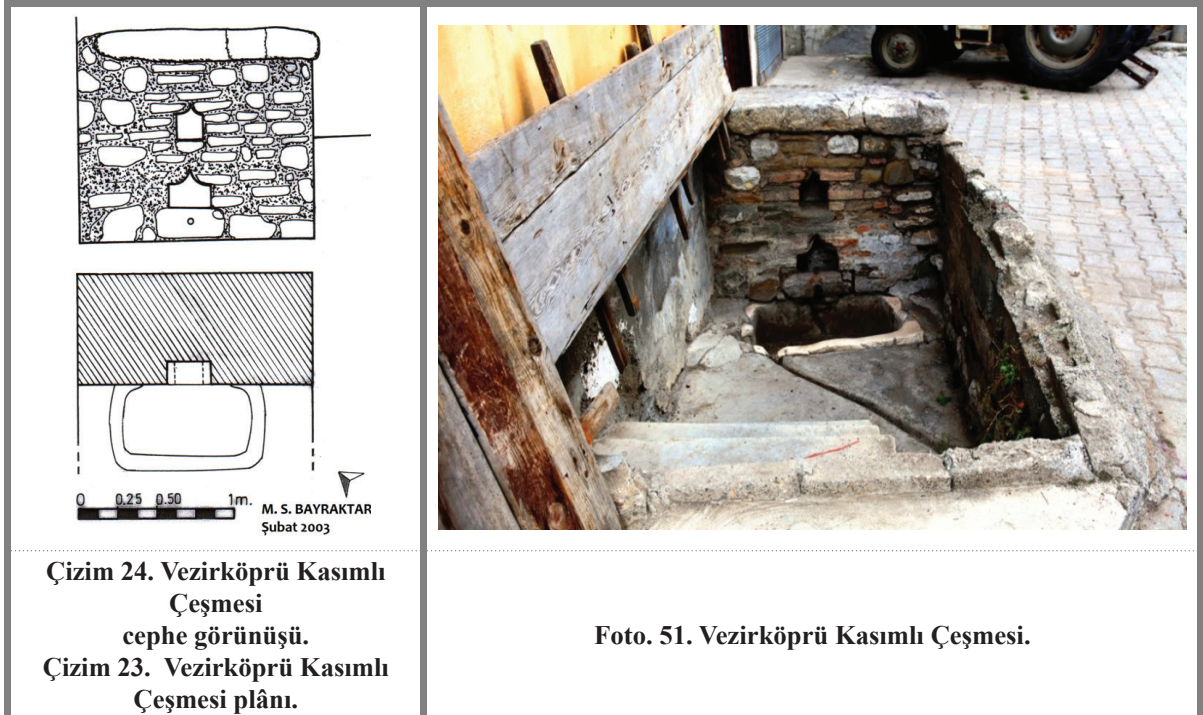 0 0.25 0.50 1m.
M. S. BAYRAKTAR
Şubat 2003
Çizim 24. Vezirköprü Kasımlı
Çeşmesi
cephe görünüşü.
Çizim 23. Vezirköprü Kasımlı
Çeşmesi plânı.
Foto. 51. Vezirköprü Kasımlı Çeşmesi.